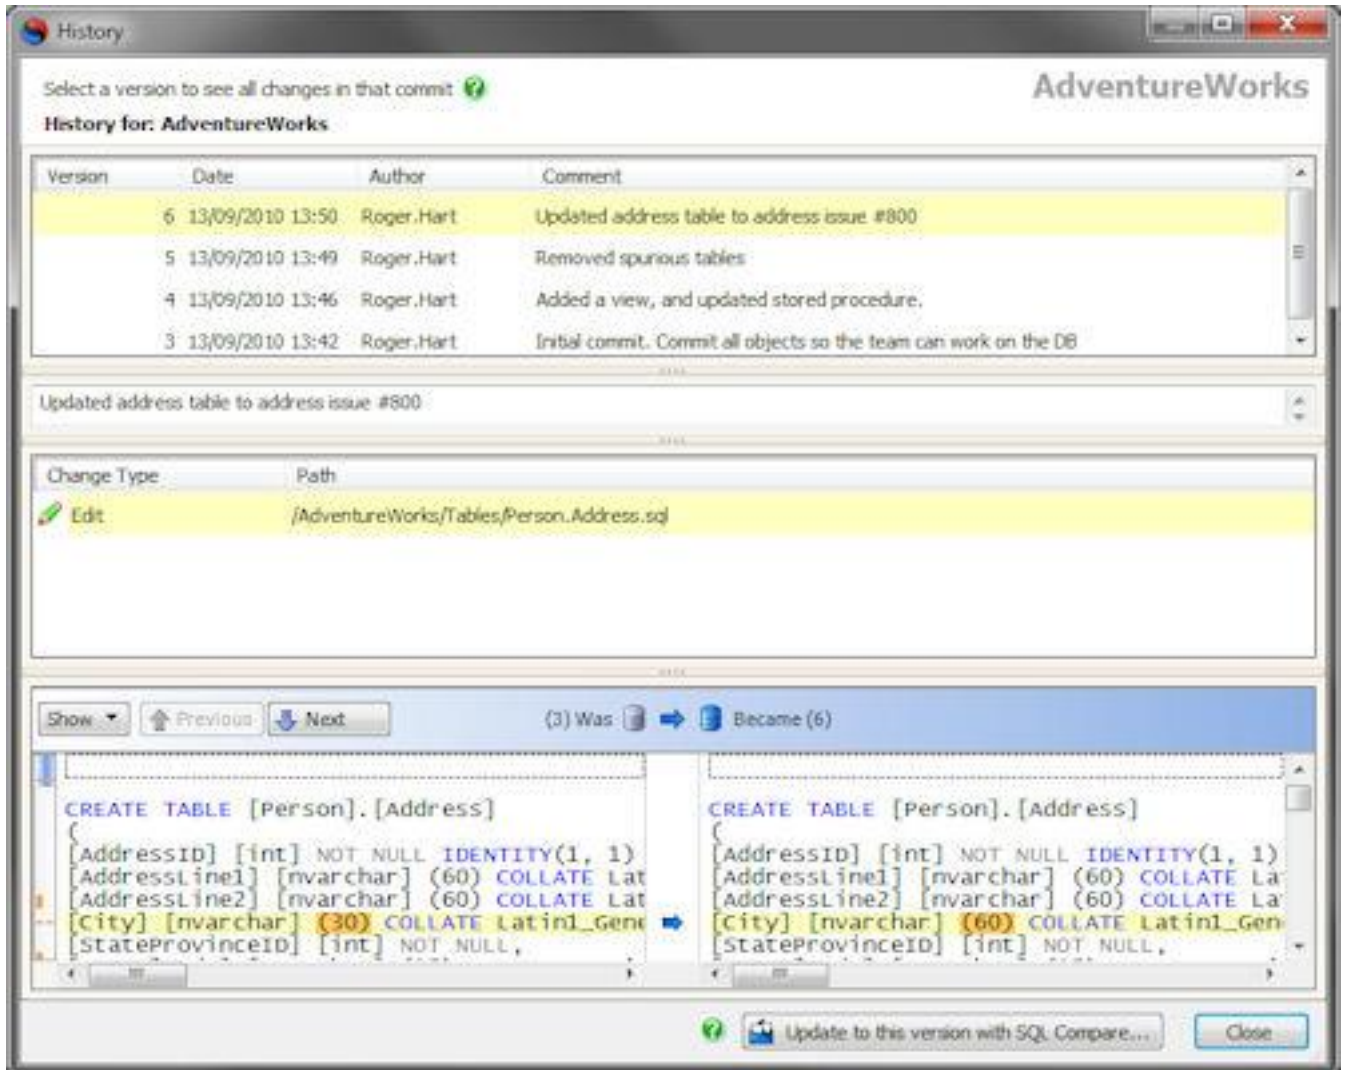 History
Select a version to see all changes in that commit
AdventureWorks
History for: AdventureWorks
Version Date Author Comment
6 13/09/2010 13:50 Roger.Hart Updated address table to address issue #800
5 13/09/2010 13:49 Roger.Hart Removed spurious tables
4 13/09/2010 13:46 Roger.Hart Added a view, and updated stored procedure.
3 13/09/2010 13:42 Roger.Hart Initial commit. Commit all objects so the team can work on the DB
Updated address table to address issue #800
Change Type Path
Edit /AdventureWorks/Tables/Person.Address.sql
Show Previous Next (3) Was Became (6)
CREATE TABLE [Person].[Address] CREATE TABLE [Person].[Address]
( (
[AddressID] [int] NOT NULL IDENTITY(1, 1) [AddressID] [int] NOT NULL IDENTITY(1, 1)
[AddressLine1] [nvarchar] (60) COLLATE Lat [AddressLine1] [nvarchar] (60) COLLATE La
[AddressLine2] [nvarchar] (60) COLLATE Lat [AddressLine2] [nvarchar] (60) COLLATE La
[City] [nvarchar] (30) COLLATE Latin1_Gene [City] [nvarchar] (60) COLLATE Latin1_Gen
[StateProvinceID] [int] NOT NULL, [StateProvinceID] [int] NOT NULL,
Update to this version with SQL Compare... Close